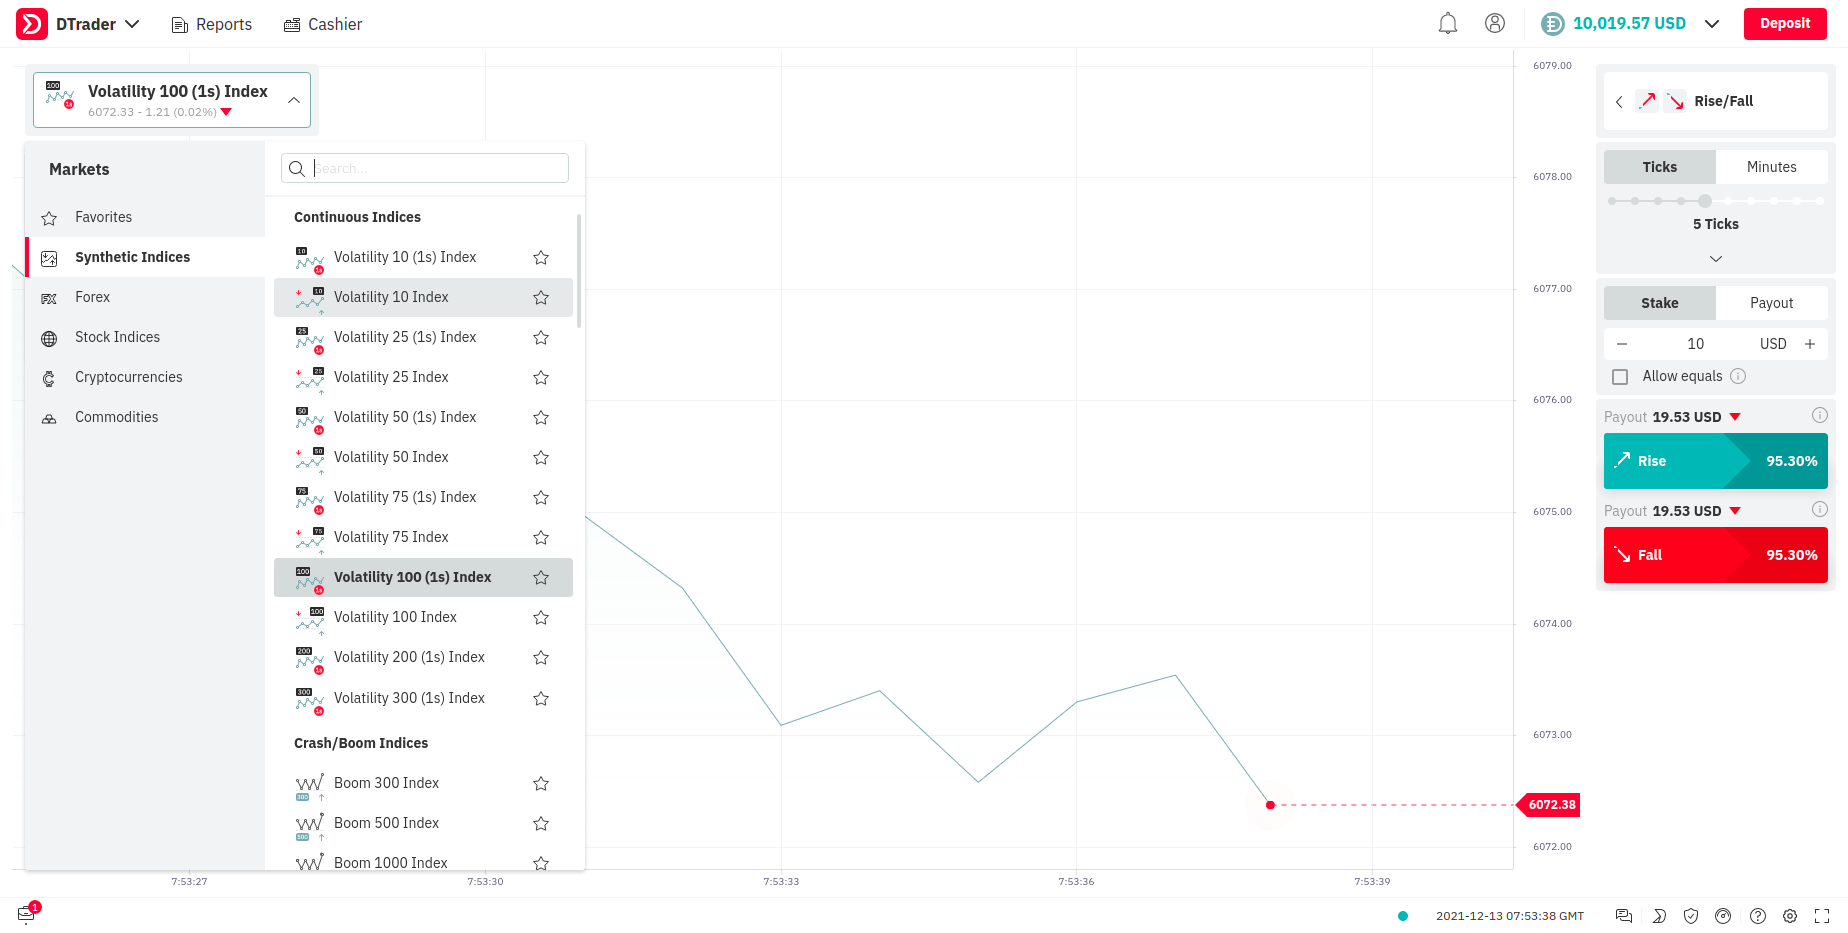 DTrader
Reports
Cashier
10,019.57 USD
Deposit
Volatility 100 (1s) Index
6072.33 - 1.21 (0.02%)
Markets
Favorites
Synthetic Indices
Forex
Stock Indices
Cryptocurrencies
Commodities
Search...
Continuous Indices
Volatility 10 (1s) Index
Volatility 10 Index
Volatility 25 (1s) Index
Volatility 25 Index
Volatility 50 (1s) Index
Volatility 50 Index
Volatility 75 (1s) Index
Volatility 75 Index
Volatility 100 (1s) Index
Volatility 100 Index
Volatility 200 (1s) Index
Volatility 300 (1s) Index
Crash/Boom Indices
Boom 300 Index
Boom 500 Index
Boom 1000 Index
6079.00
6078.00
6077.00
6076.00
6075.00
6074.00
6073.00
6072.38
6072.00
7:53:27
7:53:30
7:53:33
7:53:36
7:53:39
Rise/Fall
Ticks
Minutes
5 Ticks
Stake
Payout
10
USD
Allow equals
Payout 19.53 USD
Rise
95.30%
Payout 19.53 USD
Fall
95.30%
1
2021-12-13 07:53:38 GMT